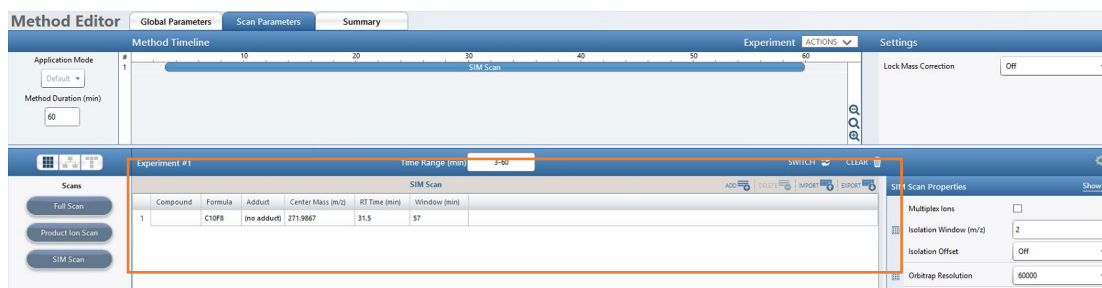 Method Editor Global Parameters Scan Parameters Summary
Method Timeline Experiment ACTIONS Settings
Application Mode
Default
Method Duration (min)
60
# 10 20 30 40 50 60
1 SIM Scan
Lock Mass Correction Off
Experiment #1 Time Range (min) 3-60 SWITCH CLEAR
Scans
Full Scan
Product Ion Scan
SIM Scan
SIM Scan ADD DELETE IMPORT EXPORT
Compound Formula Adduct Center Mass (m/z) RT Time (min) Window (min)
1 C10F8 (no adduct) 271.9867 31.5 57
SIM Scan Properties Show
Multiplex Ions
Isolation Window (m/z) 2
Isolation Offset Off
Orbitrap Resolution 60000